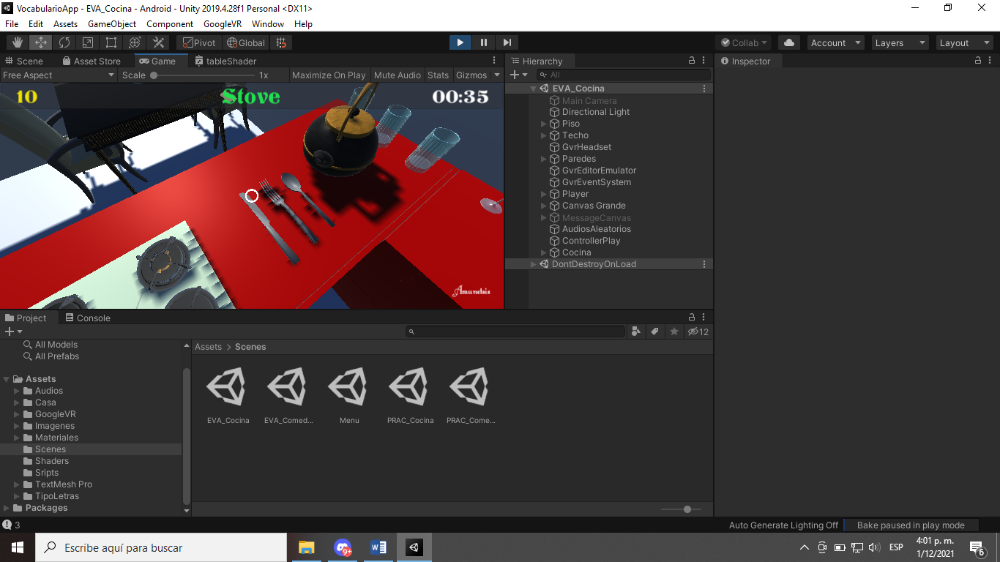 VocabularioApp - EVA_Cocina - Android - Unity 2019.4.28f1 Personal <DX11>
File Edit Assets GameObject Component GoogleVR Window Help
Pivot Global Collab Account Layers Layout
Scene Asset Store Game tableShader
Free Aspect Scale 1x Maximize On Play Mute Audio Stats Gizmos
10 Stove 00:35
Amunetsis
Hierarchy
All
EVA_Cocina
Main Camera
Directional Light
Piso
Techo
GvrHeadset
Paredes
GvrEditorEmulator
GvrEventSystem
Player
Canvas Grande
MessageCanvas
AudiosAleatorios
ControllerPlay
Cocina
DontDestroyOnLoad
Inspector
Project Console
12
All Models
All Prefabs
Assets
Audios
Casa
GoogleVR
Imagenes
Materiales
Scenes
Shaders
Sripts
TextMesh Pro
TipoLetras
Packages
Assets > Scenes
EVA_Cocina EVA_Comed... Menu PRAC_Cocina PRAC_Come...
3
Auto Generate Lighting Off Bake paused in play mode
Escribe aquí para buscar
9+
W
ESP
4:01 p. m.
1/12/2021
6